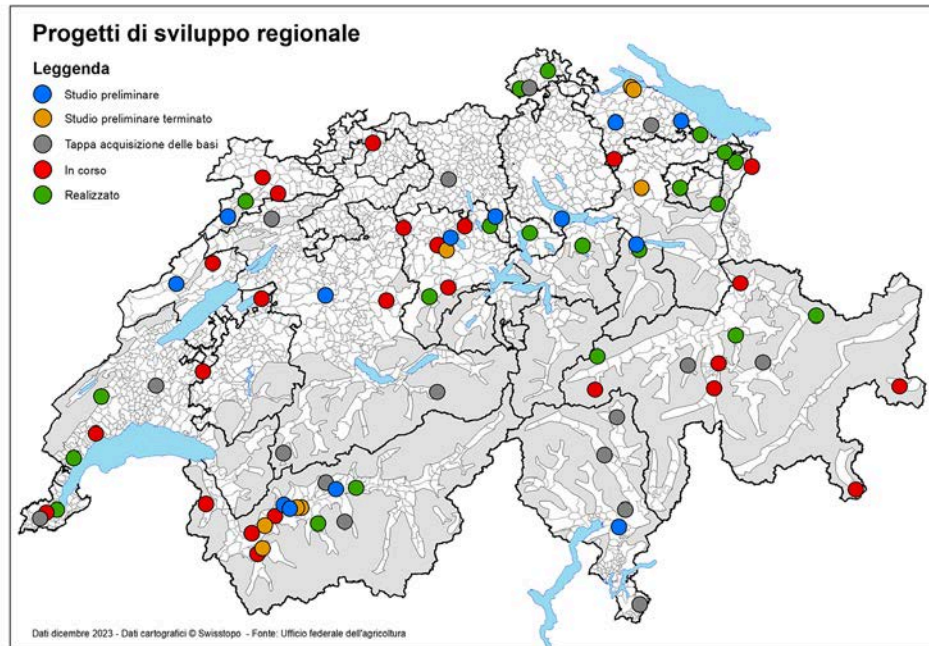 Progetti di sviluppo regionale
Leggenda
Studio preliminare
Studio preliminare terminato
Tappa acquisizione delle basi
In corso
Realizzato
Dati dicembre 2023 - Dati cartografici © Swisstopo - Fonte: Ufficio federale dell'agricoltura